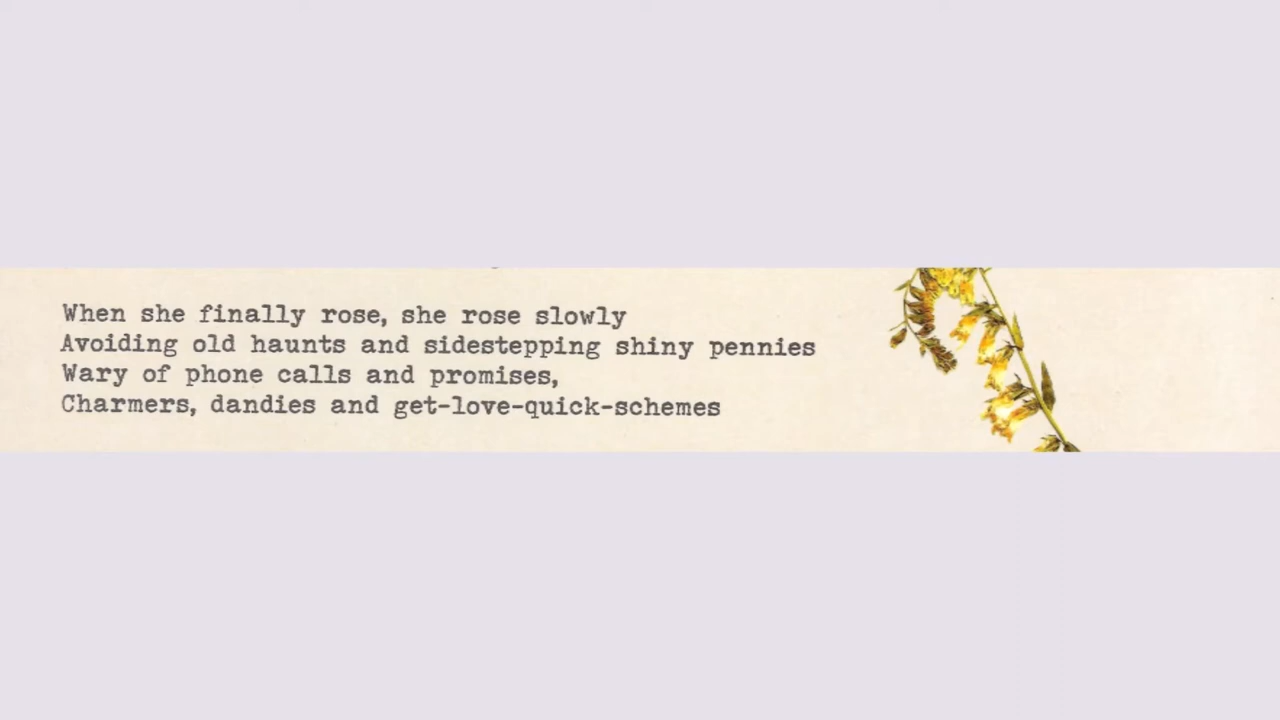 When she finally rose, she rose slowly
Avoiding old haunts and sidestepping shiny pennies
Wary of phone calls and promises,
Charmers, dandies and get-love-quick-schemes